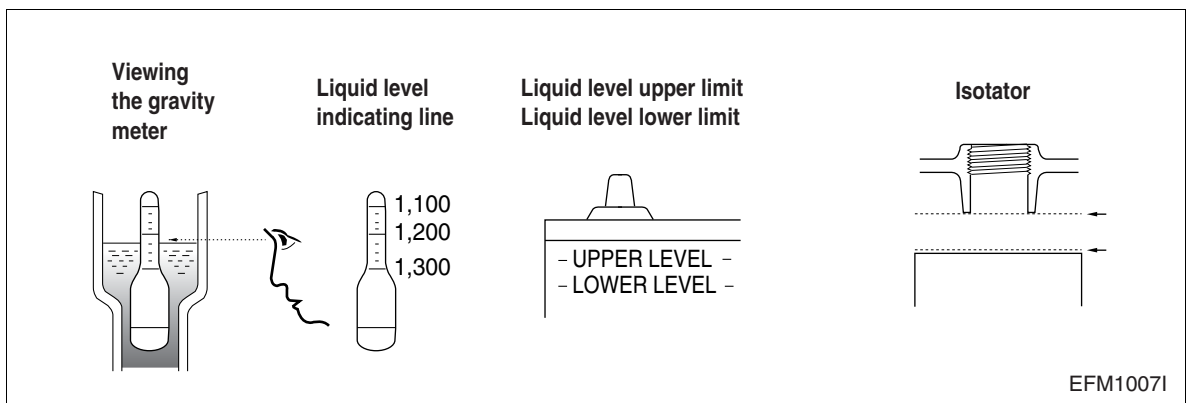 Viewing
the gravity
meter
Liquid level
indicating line
Liquid level upper limit
Liquid level lower limit
Isotator
1,100
1,200
1,300
– UPPER LEVEL –
– LOWER LEVEL –
EFM1007I